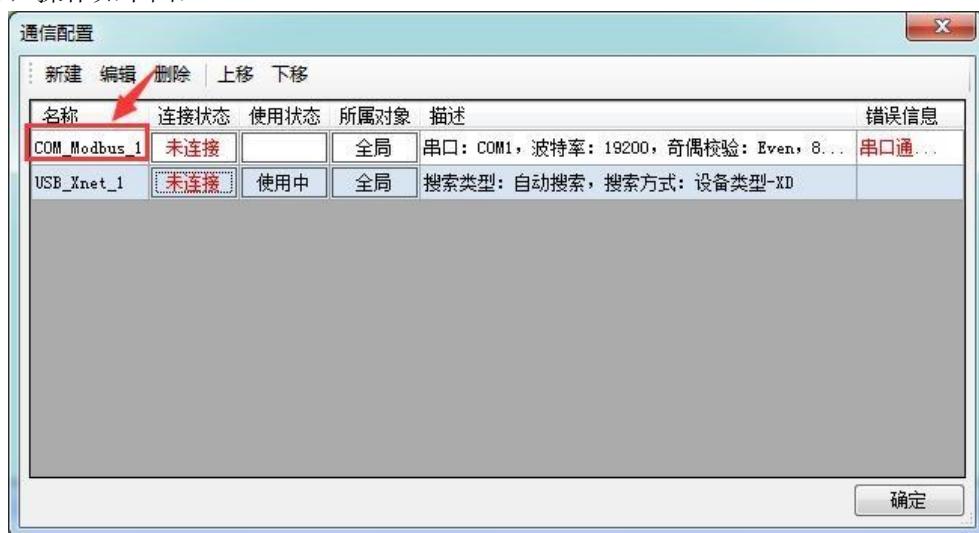 通信配置
新建 编辑 删除 上移 下移
名称 连接状态 使用状态 所属对象 描述 错误信息
COM_Modbus_1 未连接 全局 串口: COM1, 波特率: 19200, 奇偶校验: Even, 8... 串口通...
USB_Xnet_1 未连接 使用中 全局 搜索类型: 自动搜索, 搜索方式: 设备类型-XD
确定